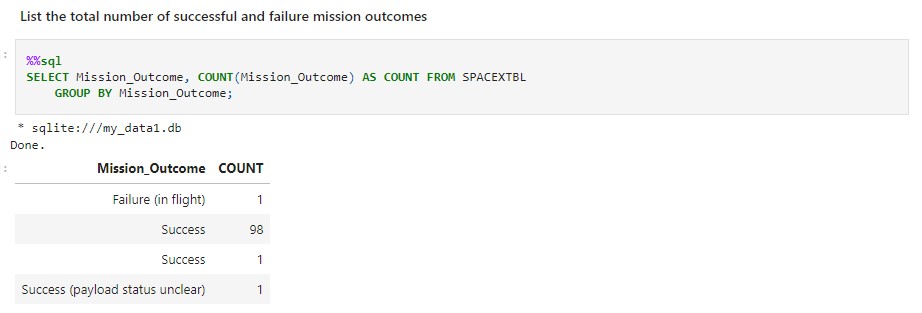 List the total number of successful and failure mission outcomes
:
%%sql
SELECT Mission_Outcome, COUNT(Mission_Outcome) AS COUNT FROM SPACEXTBL
    GROUP BY Mission_Outcome;
* sqlite:///my_data1.db
Done.
:
Mission_Outcome COUNT
Failure (in flight) 1
Success 98
Success 1
Success (payload status unclear) 1